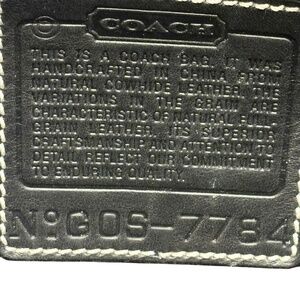 COACH
THIS IS A COACH BAG. IT WAS
HANDCRAFTED IN CHINA FROM
NATURAL COWHIDE LEATHER. THE
VARIATIONS IN THE GRAIN ARE
CHARACTERISTIC OF NATURAL FULL
GRAIN LEATHER. ITS SUPERIOR
CRAFTSMANSHIP AND ATTENTION TO
DETAIL REFLECT OUR COMMITMENT
TO ENDURING QUALITY.
Nº G0S-7784